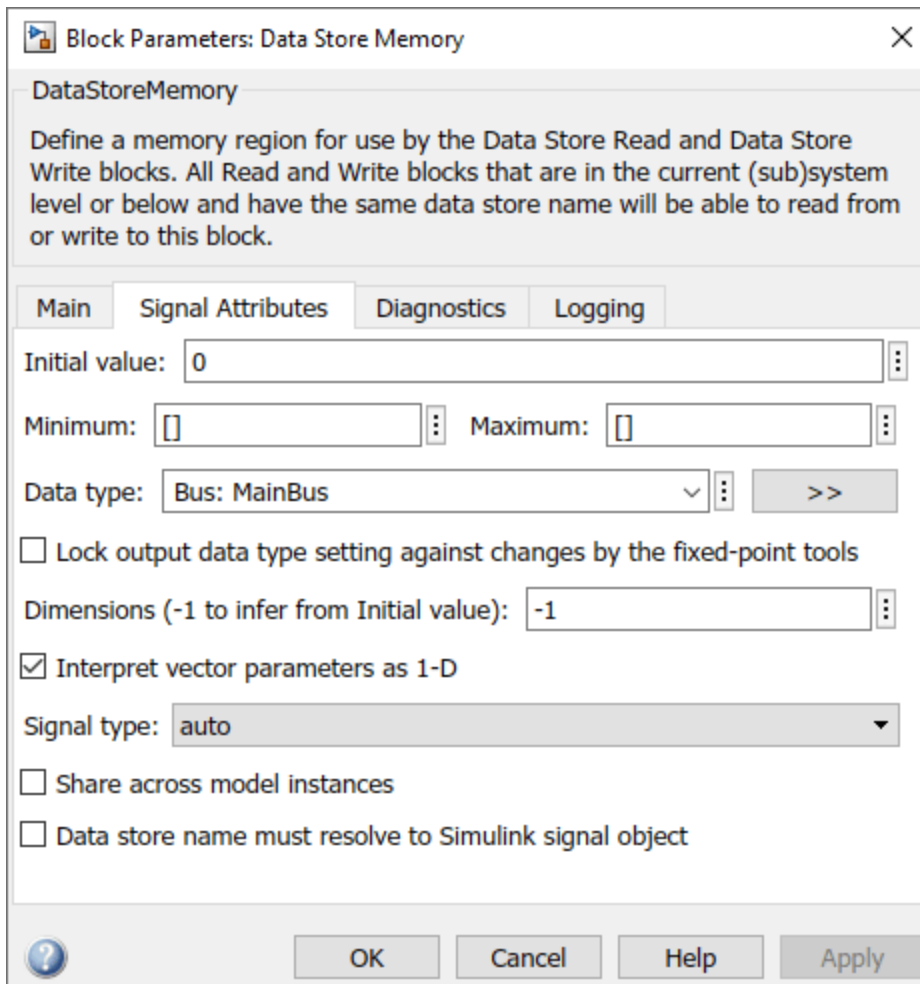 Block Parameters: Data Store Memory
DataStoreMemory
Define a memory region for use by the Data Store Read and Data Store
Write blocks. All Read and Write blocks that are in the current (sub)system
level or below and have the same data store name will be able to read from
or write to this block.
Main Signal Attributes Diagnostics Logging
Initial value: 0
Minimum: [] Maximum: []
Data type: Bus: MainBus >>
Lock output data type setting against changes by the fixed-point tools
Dimensions (-1 to infer from Initial value): -1
Interpret vector parameters as 1-D
Signal type: auto
Share across model instances
Data store name must resolve to Simulink signal object
? OK Cancel Help Apply